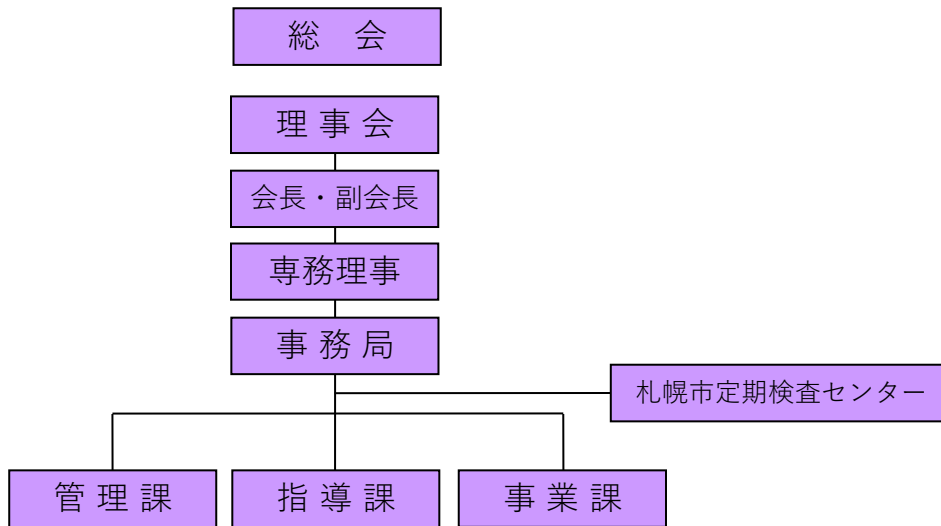 総　会
理 事 会
会長・副会長
専務理事
事 務 局
札幌市定期検査センター
管 理 課
指 導 課
事 業 課